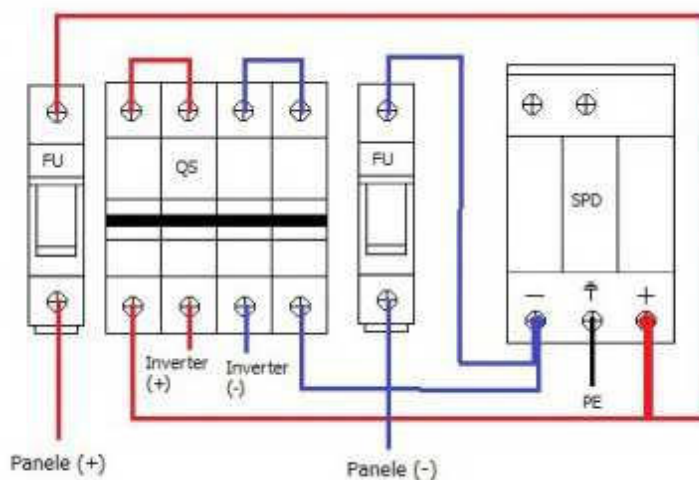 FU
QS
FU
SPD
− +
Inverter
(+)
Inverter
(-)
PE
Panele (+)
Panele (-)